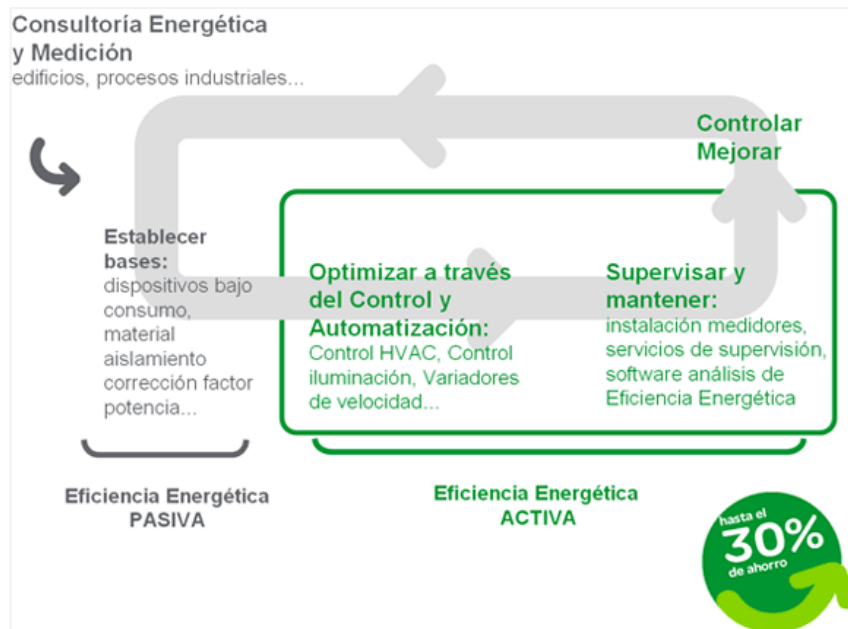 Consultoría Energética
y Medición
edificios, procesos industriales...
Controlar
Mejorar
Establecer
bases:
dispositivos bajo
consumo,
material
aislamiento
corrección factor
potencia...
Optimizar a través
del Control y
Automatización:
Control HVAC, Control
iluminación, Variadores
de velocidad...
Supervisar y
mantener:
instalación medidores,
servicios de supervisión,
software análisis de
Eficiencia Energética
Eficiencia Energética
PASIVA
Eficiencia Energética
ACTIVA
hasta el
30%
de ahorro